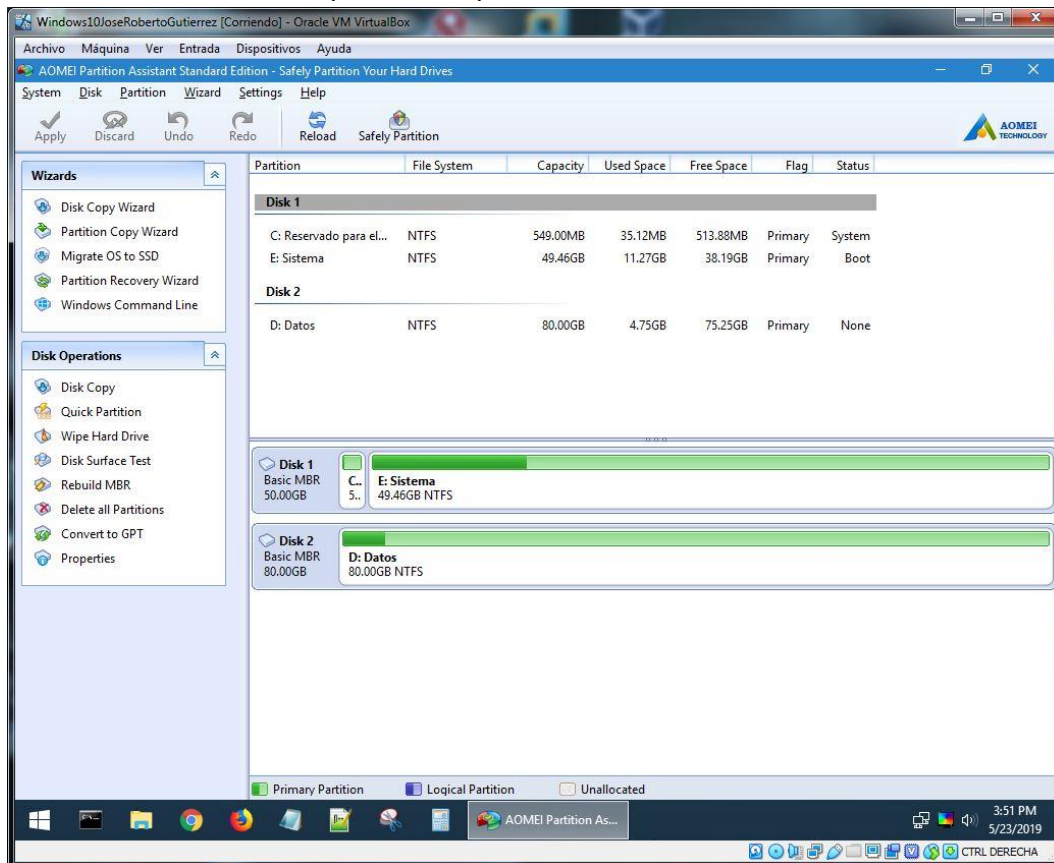 Windows10JoseRobertoGutierrez [Corriendo] - Oracle VM VirtualBox
Archivo Máquina Ver Entrada Dispositivos Ayuda
AOMEI Partition Assistant Standard Edition - Safely Partition Your Hard Drives
System Disk Partition Wizard Settings Help
Apply Discard Undo Redo Reload Safely Partition
AOMEI
TECHNOLOGY
Wizards
Disk Copy Wizard
Partition Copy Wizard
Migrate OS to SSD
Partition Recovery Wizard
Windows Command Line
Disk Operations
Disk Copy
Quick Partition
Wipe Hard Drive
Disk Surface Test
Rebuild MBR
Delete all Partitions
Convert to GPT
Properties
Partition File System Capacity Used Space Free Space Flag Status
Disk 1
C: Reservado para el... NTFS 549.00MB 35.12MB 513.88MB Primary System
E: Sistema NTFS 49.46GB 11.27GB 38.19GB Primary Boot
Disk 2
D: Datos NTFS 80.00GB 4.75GB 75.25GB Primary None
Disk 1
Basic MBR C.. E: Sistema
50.00GB 5.. 49.46GB NTFS
Disk 2
Basic MBR D: Datos
80.00GB 80.00GB NTFS
Primary Partition Logical Partition Unallocated
AOMEI Partition As...
3:51 PM
5/23/2019
CTRL DERECHA